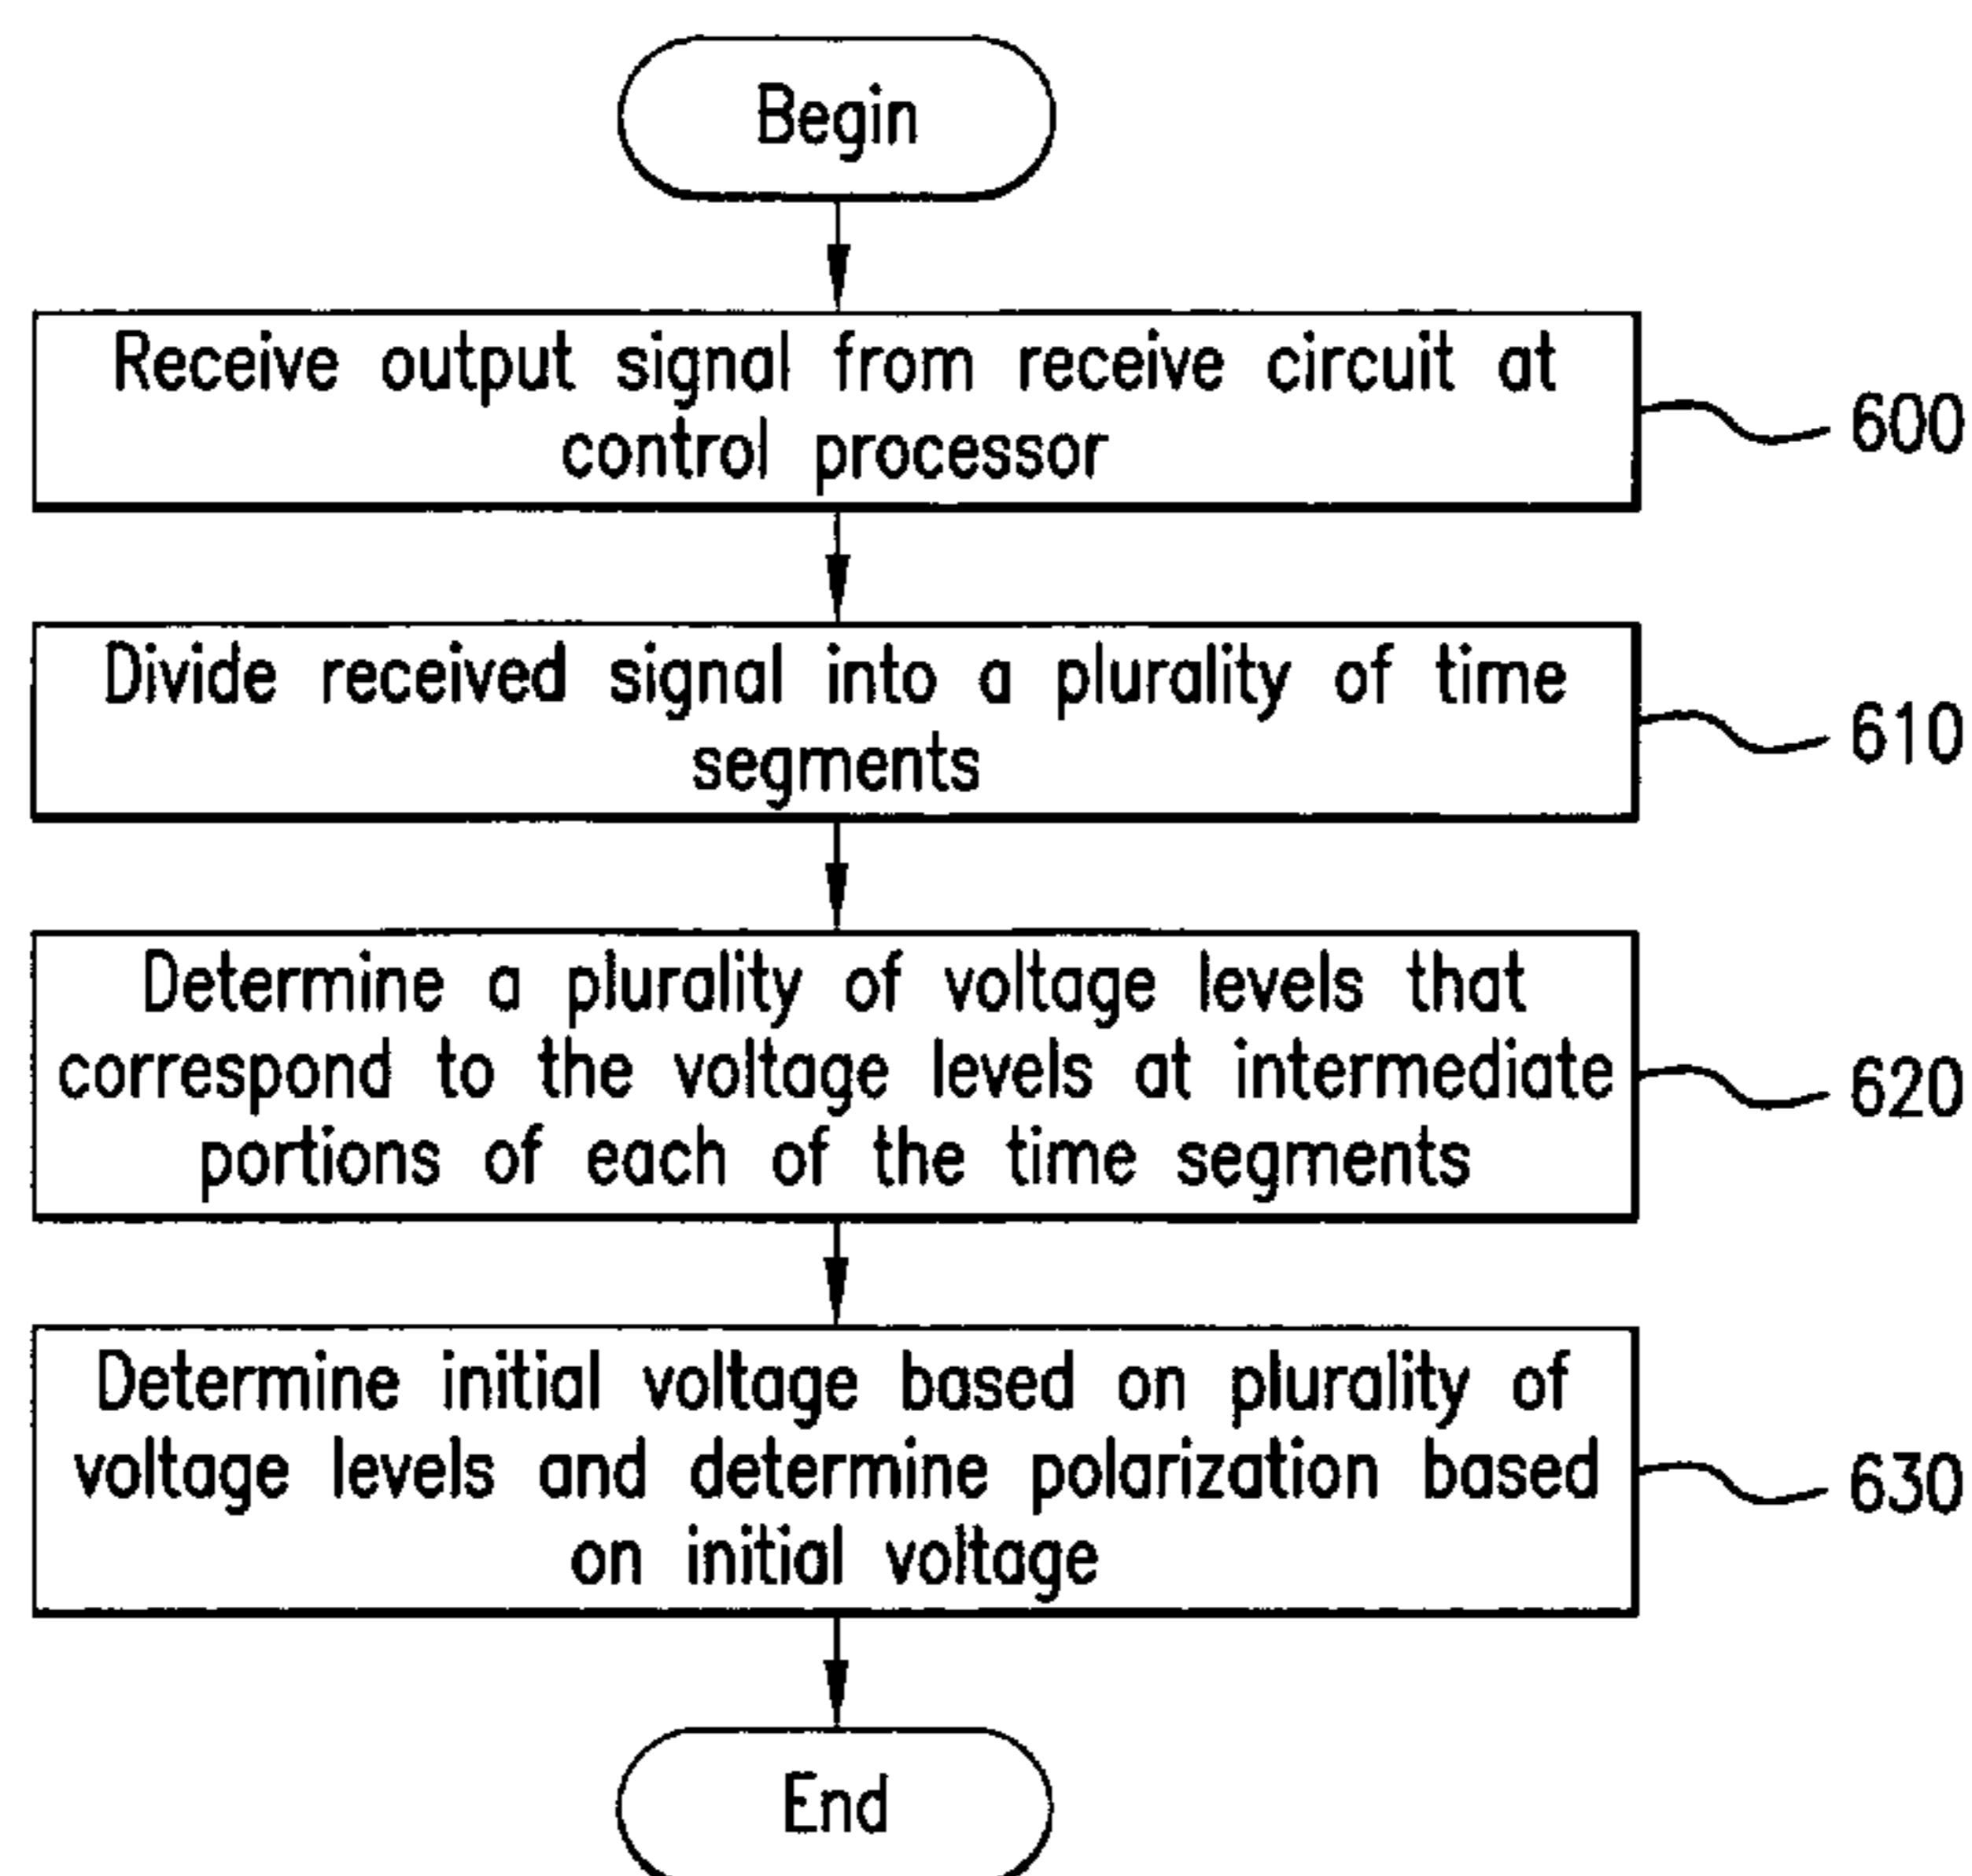 Begin
Receive output signal from receive circuit at
control processor
600
Divide received signal into a plurality of time
segments
610
Determine a plurality of voltage levels that
correspond to the voltage levels at intermediate
portions of each of the time segments
620
Determine initial voltage based on plurality of
voltage levels and determine polarization based
on initial voltage
630
End